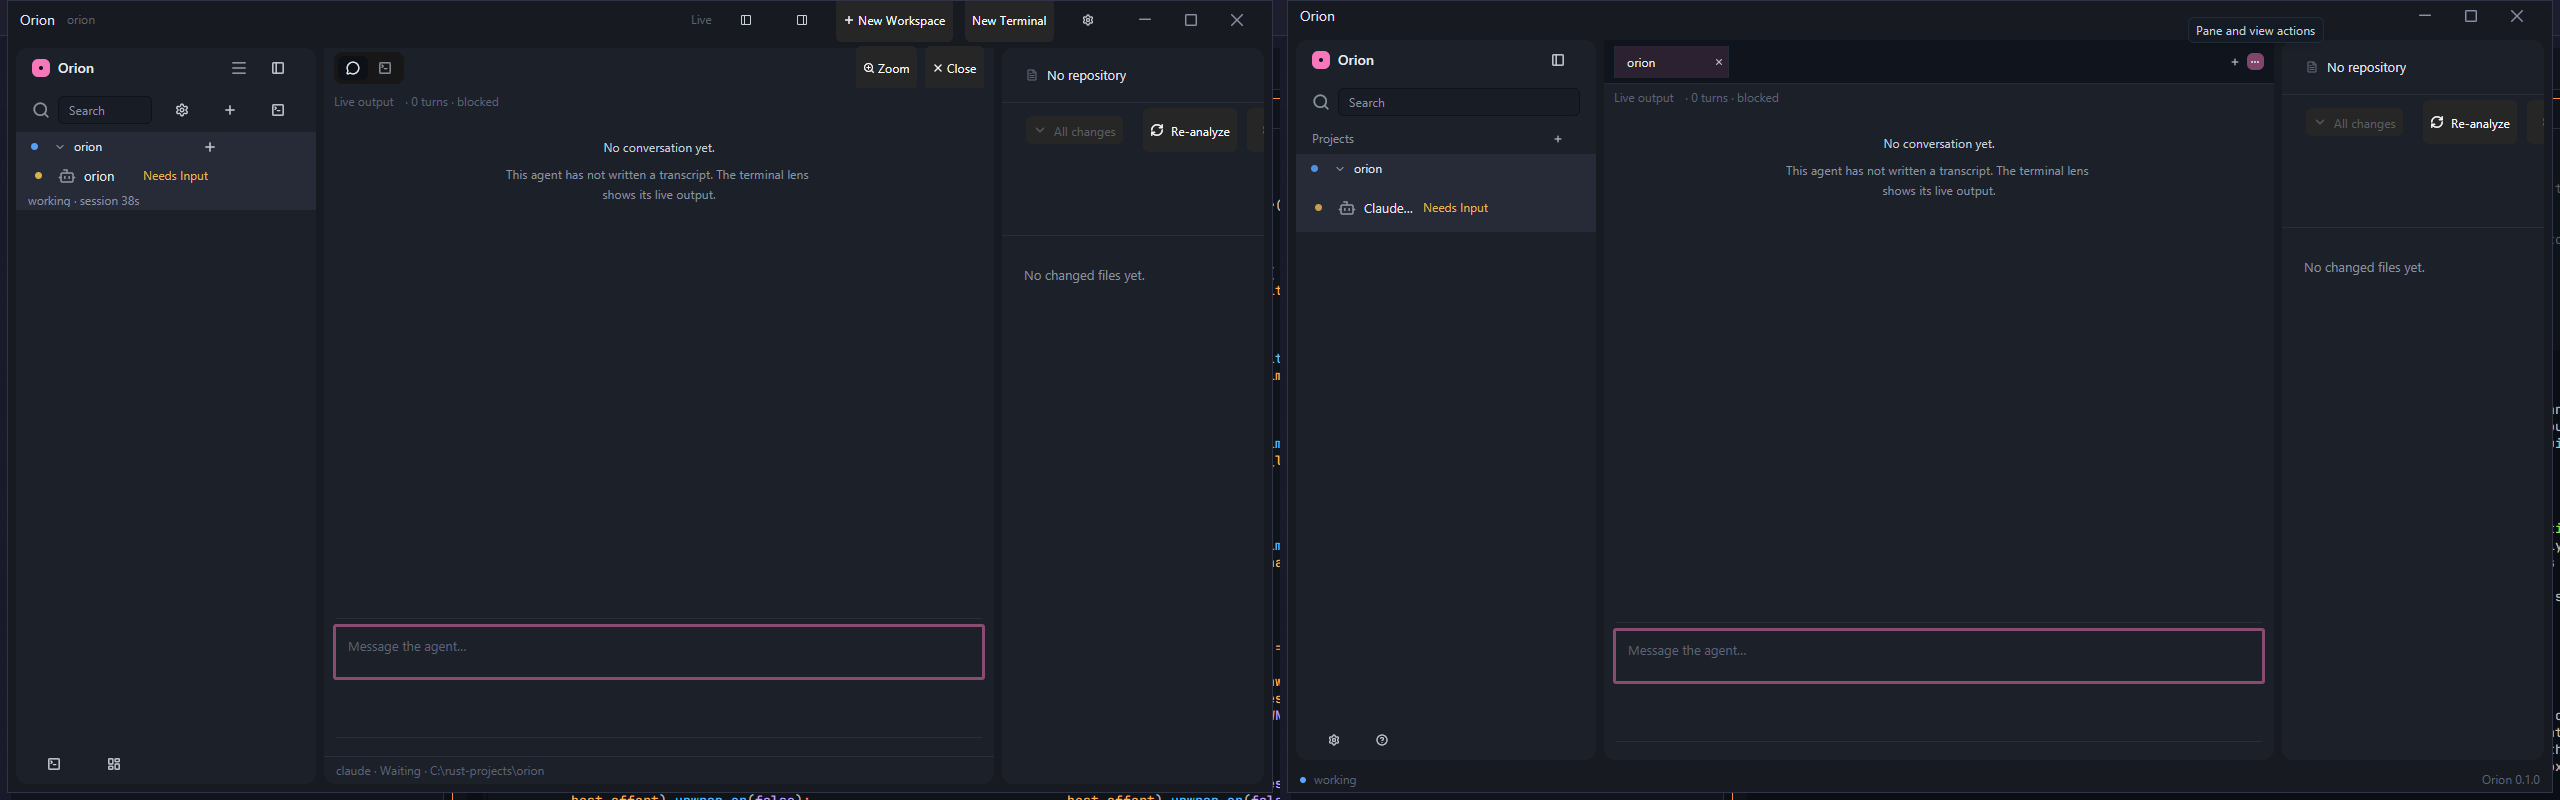 Orion orion Live + New Workspace New Terminal
Orion
Search
orion
orion Needs Input
working · session 38s
Zoom × Close
Live output · 0 turns · blocked
No conversation yet.
This agent has not written a transcript. The terminal lens
shows its live output.
Message the agent...
claude · Waiting · C:\rust-projects\orion
No repository
All changes Re-analyze
No changed files yet.
Orion
Pane and view actions
Orion
Search
Projects +
orion
Claude... Needs Input
orion ×
Live output · 0 turns · blocked
No conversation yet.
This agent has not written a transcript. The terminal lens
shows its live output.
Message the agent...
No repository
All changes Re-analyze
No changed files yet.
working
Orion 0.1.0